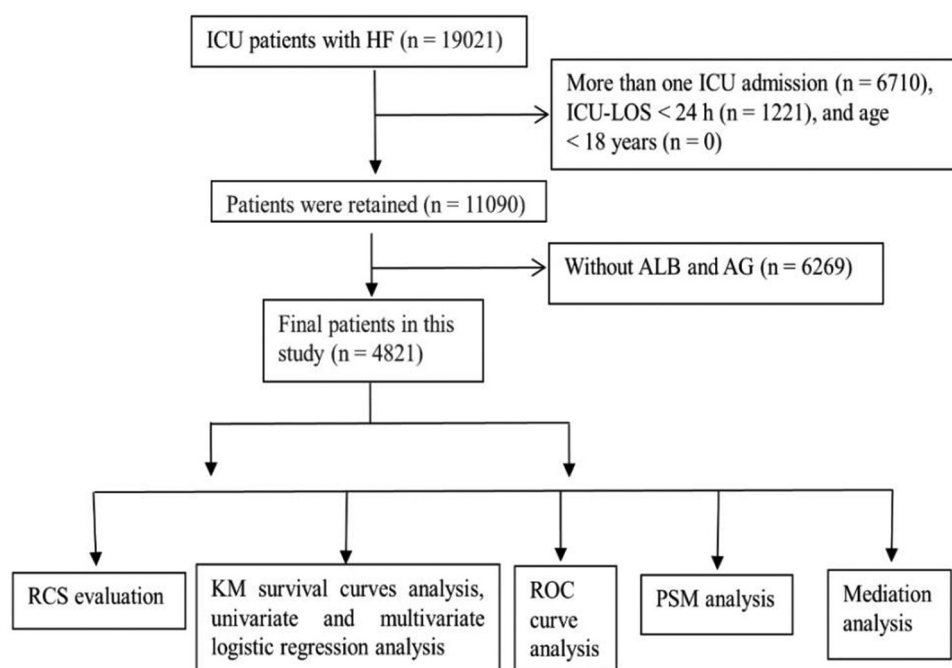 ICU patients with HF (n = 19021)
More than one ICU admission (n = 6710),
ICU-LOS < 24 h (n = 1221), and age
< 18 years (n = 0)
Patients were retained (n = 11090)
Without ALB and AG (n = 6269)
Final patients in this
study (n = 4821)
RCS evaluation
KM survival curves analysis,
univariate and multivariate
logistic regression analysis
ROC
curve
analysis
PSM analysis
Mediation
analysis